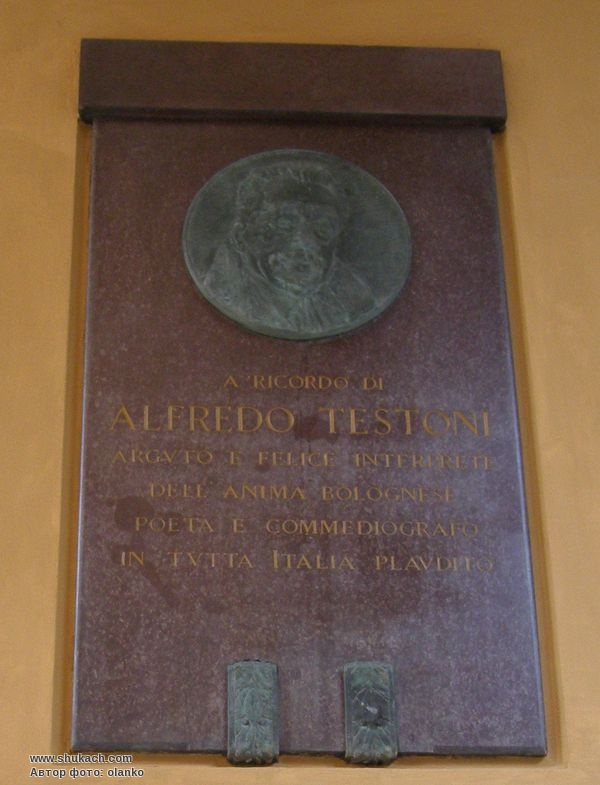 A RICORDO DI
ALFREDO TESTONI
ARGVTO E FELICE INTERPRETE
DELL' ANIMA BOLOGNESE
POETA E COMMEDIOGRAFO
IN TVTTA ITALIA PLAVDITO
www.shukach.com
Автор фото: olanko